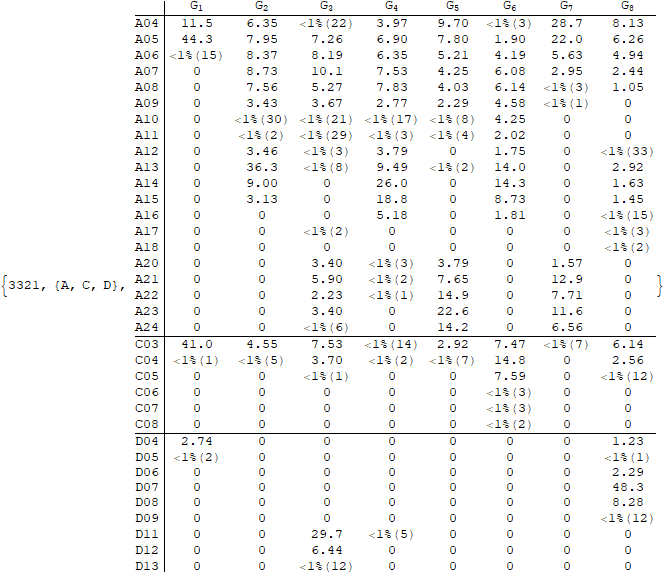 G1 G2 G3 G4 G5 G6 G7 G8
A04 11.5 6.35 <1%(22) 3.97 9.70 <1%(3) 28.7 8.13
A05 44.3 7.95 7.26 6.90 7.80 1.90 22.0 6.26
A06 <1%(15) 8.37 8.19 6.35 5.21 4.19 5.63 4.94
A07 0 8.73 10.1 7.53 4.25 6.08 2.95 2.44
A08 0 7.56 5.27 7.83 4.03 6.14 <1%(3) 1.05
A09 0 3.43 3.67 2.77 2.29 4.58 <1%(1) 0
A10 0 <1%(30) <1%(21) <1%(17) <1%(8) 4.25 0 0
A11 0 <1%(2) <1%(29) <1%(3) <1%(4) 2.02 0 0
A12 0 3.46 <1%(3) 3.79 0 1.75 0 <1%(33)
A13 0 36.3 <1%(8) 9.49 <1%(2) 14.0 0 2.92
A14 0 9.00 0 26.0 0 14.3 0 1.63
A15 0 3.13 0 18.8 0 8.73 0 1.45
A16 0 0 0 5.18 0 1.81 0 <1%(15)
A17 0 0 <1%(2) 0 0 0 0 <1%(3)
A18 0 0 0 0 0 0 0 <1%(2)
A20 0 0 3.40 <1%(3) 3.79 0 1.57 0
{3321, {A, C, D}, A21 0 0 5.90 <1%(2) 7.65 0 12.9 0 }
A22 0 0 2.23 <1%(1) 14.9 0 7.71 0
A23 0 0 3.40 0 22.6 0 11.6 0
A24 0 0 <1%(6) 0 14.2 0 6.56 0
C03 41.0 4.55 7.53 <1%(14) 2.92 7.47 <1%(7) 6.14
C04 <1%(1) <1%(5) 3.70 <1%(2) <1%(7) 14.8 0 2.56
C05 0 0 <1%(1) 0 0 7.59 0 <1%(12)
C06 0 0 0 0 0 <1%(3) 0 0
C07 0 0 0 0 0 <1%(3) 0 0
C08 0 0 0 0 0 <1%(2) 0 0
D04 2.74 0 0 0 0 0 0 1.23
D05 <1%(2) 0 0 0 0 0 0 <1%(1)
D06 0 0 0 0 0 0 0 2.29
D07 0 0 0 0 0 0 0 48.3
D08 0 0 0 0 0 0 0 8.28
D09 0 0 0 0 0 0 0 <1%(12)
D11 0 0 29.7 <1%(5) 0 0 0 0
D12 0 0 6.44 0 0 0 0 0
D13 0 0 <1%(12) 0 0 0 0 0